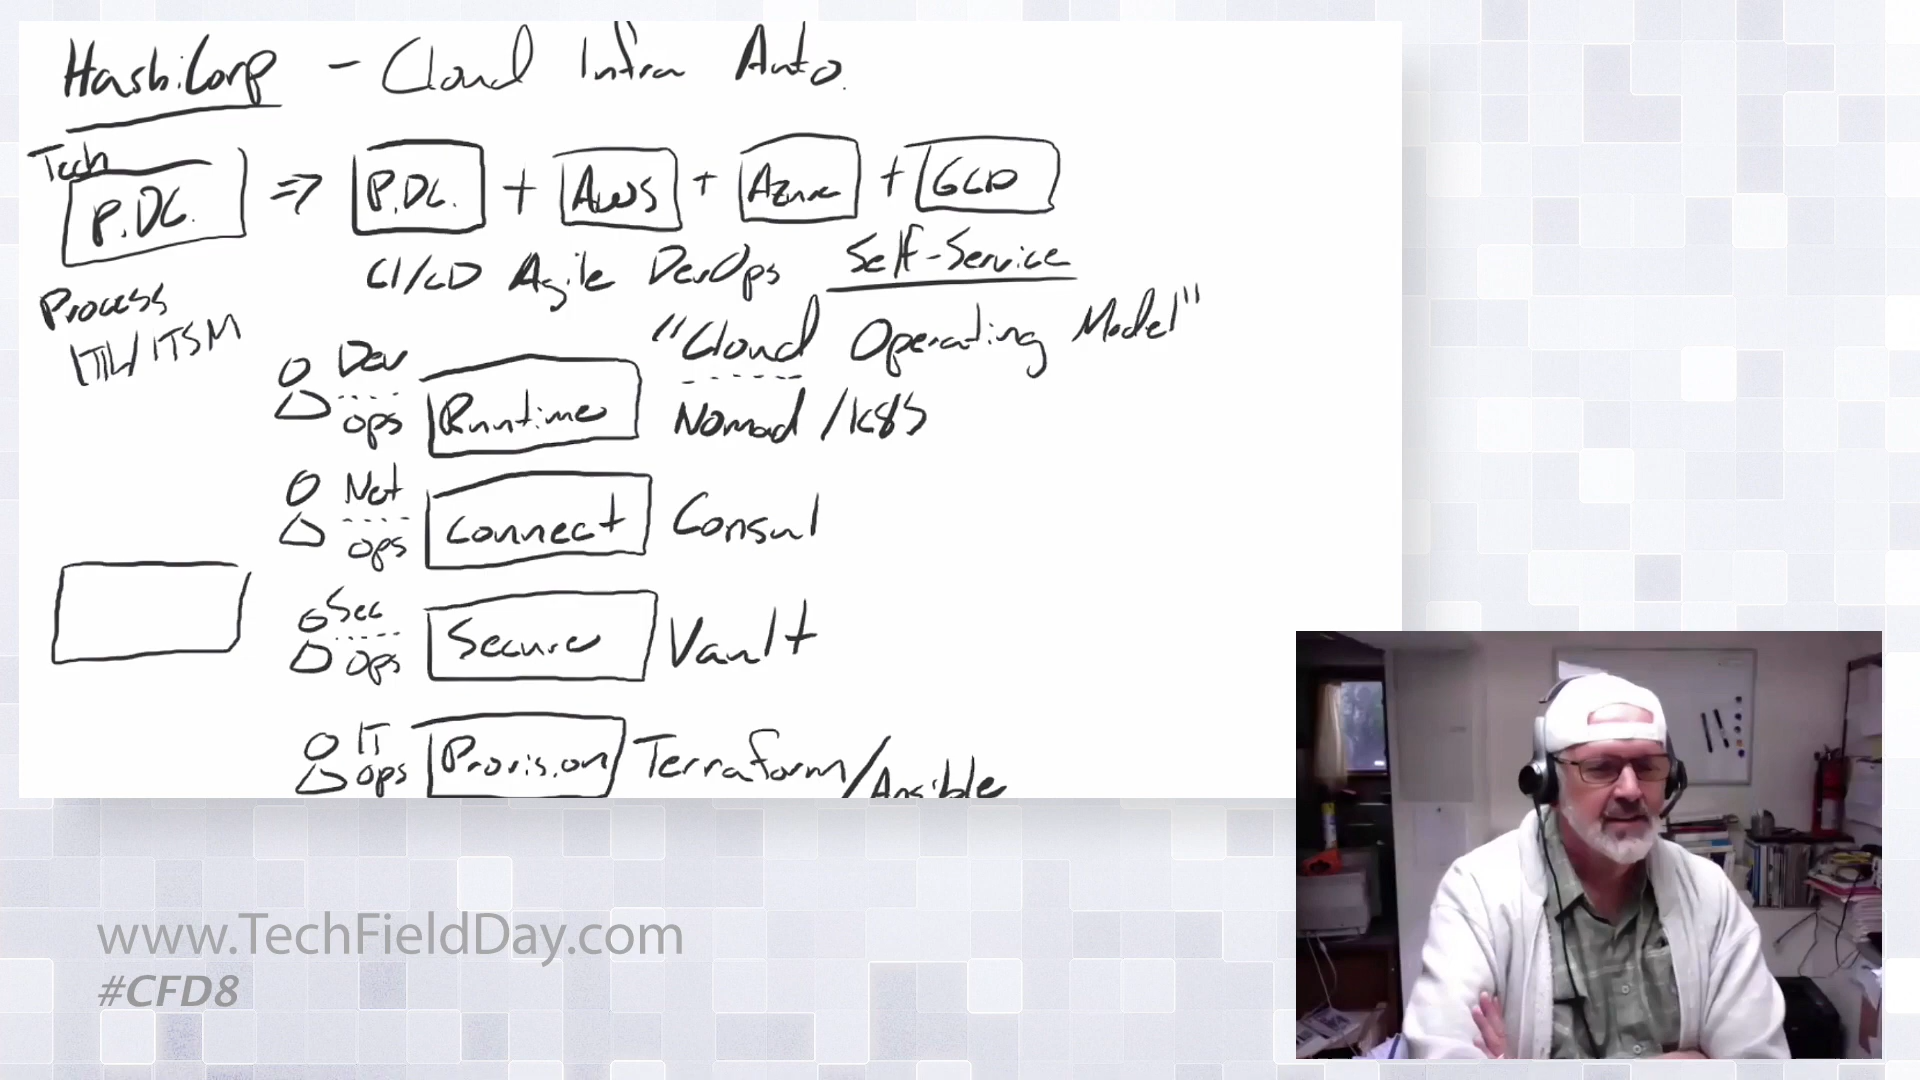 HashiCorp - Cloud Infra Auto.
Tech
P.DC. => P.DC. + AWS + Azure + GCP
CI/CD Agile DevOps Self-Service
Process
ITIL/ITSM
"Cloud Operating Model"
Dev
ops Runtime Nomad/K8S
Net
ops Connect Consul
Sec
ops Secure Vault
IT
ops Provision Terraform/Ansible
www.TechFieldDay.com
#CFD8